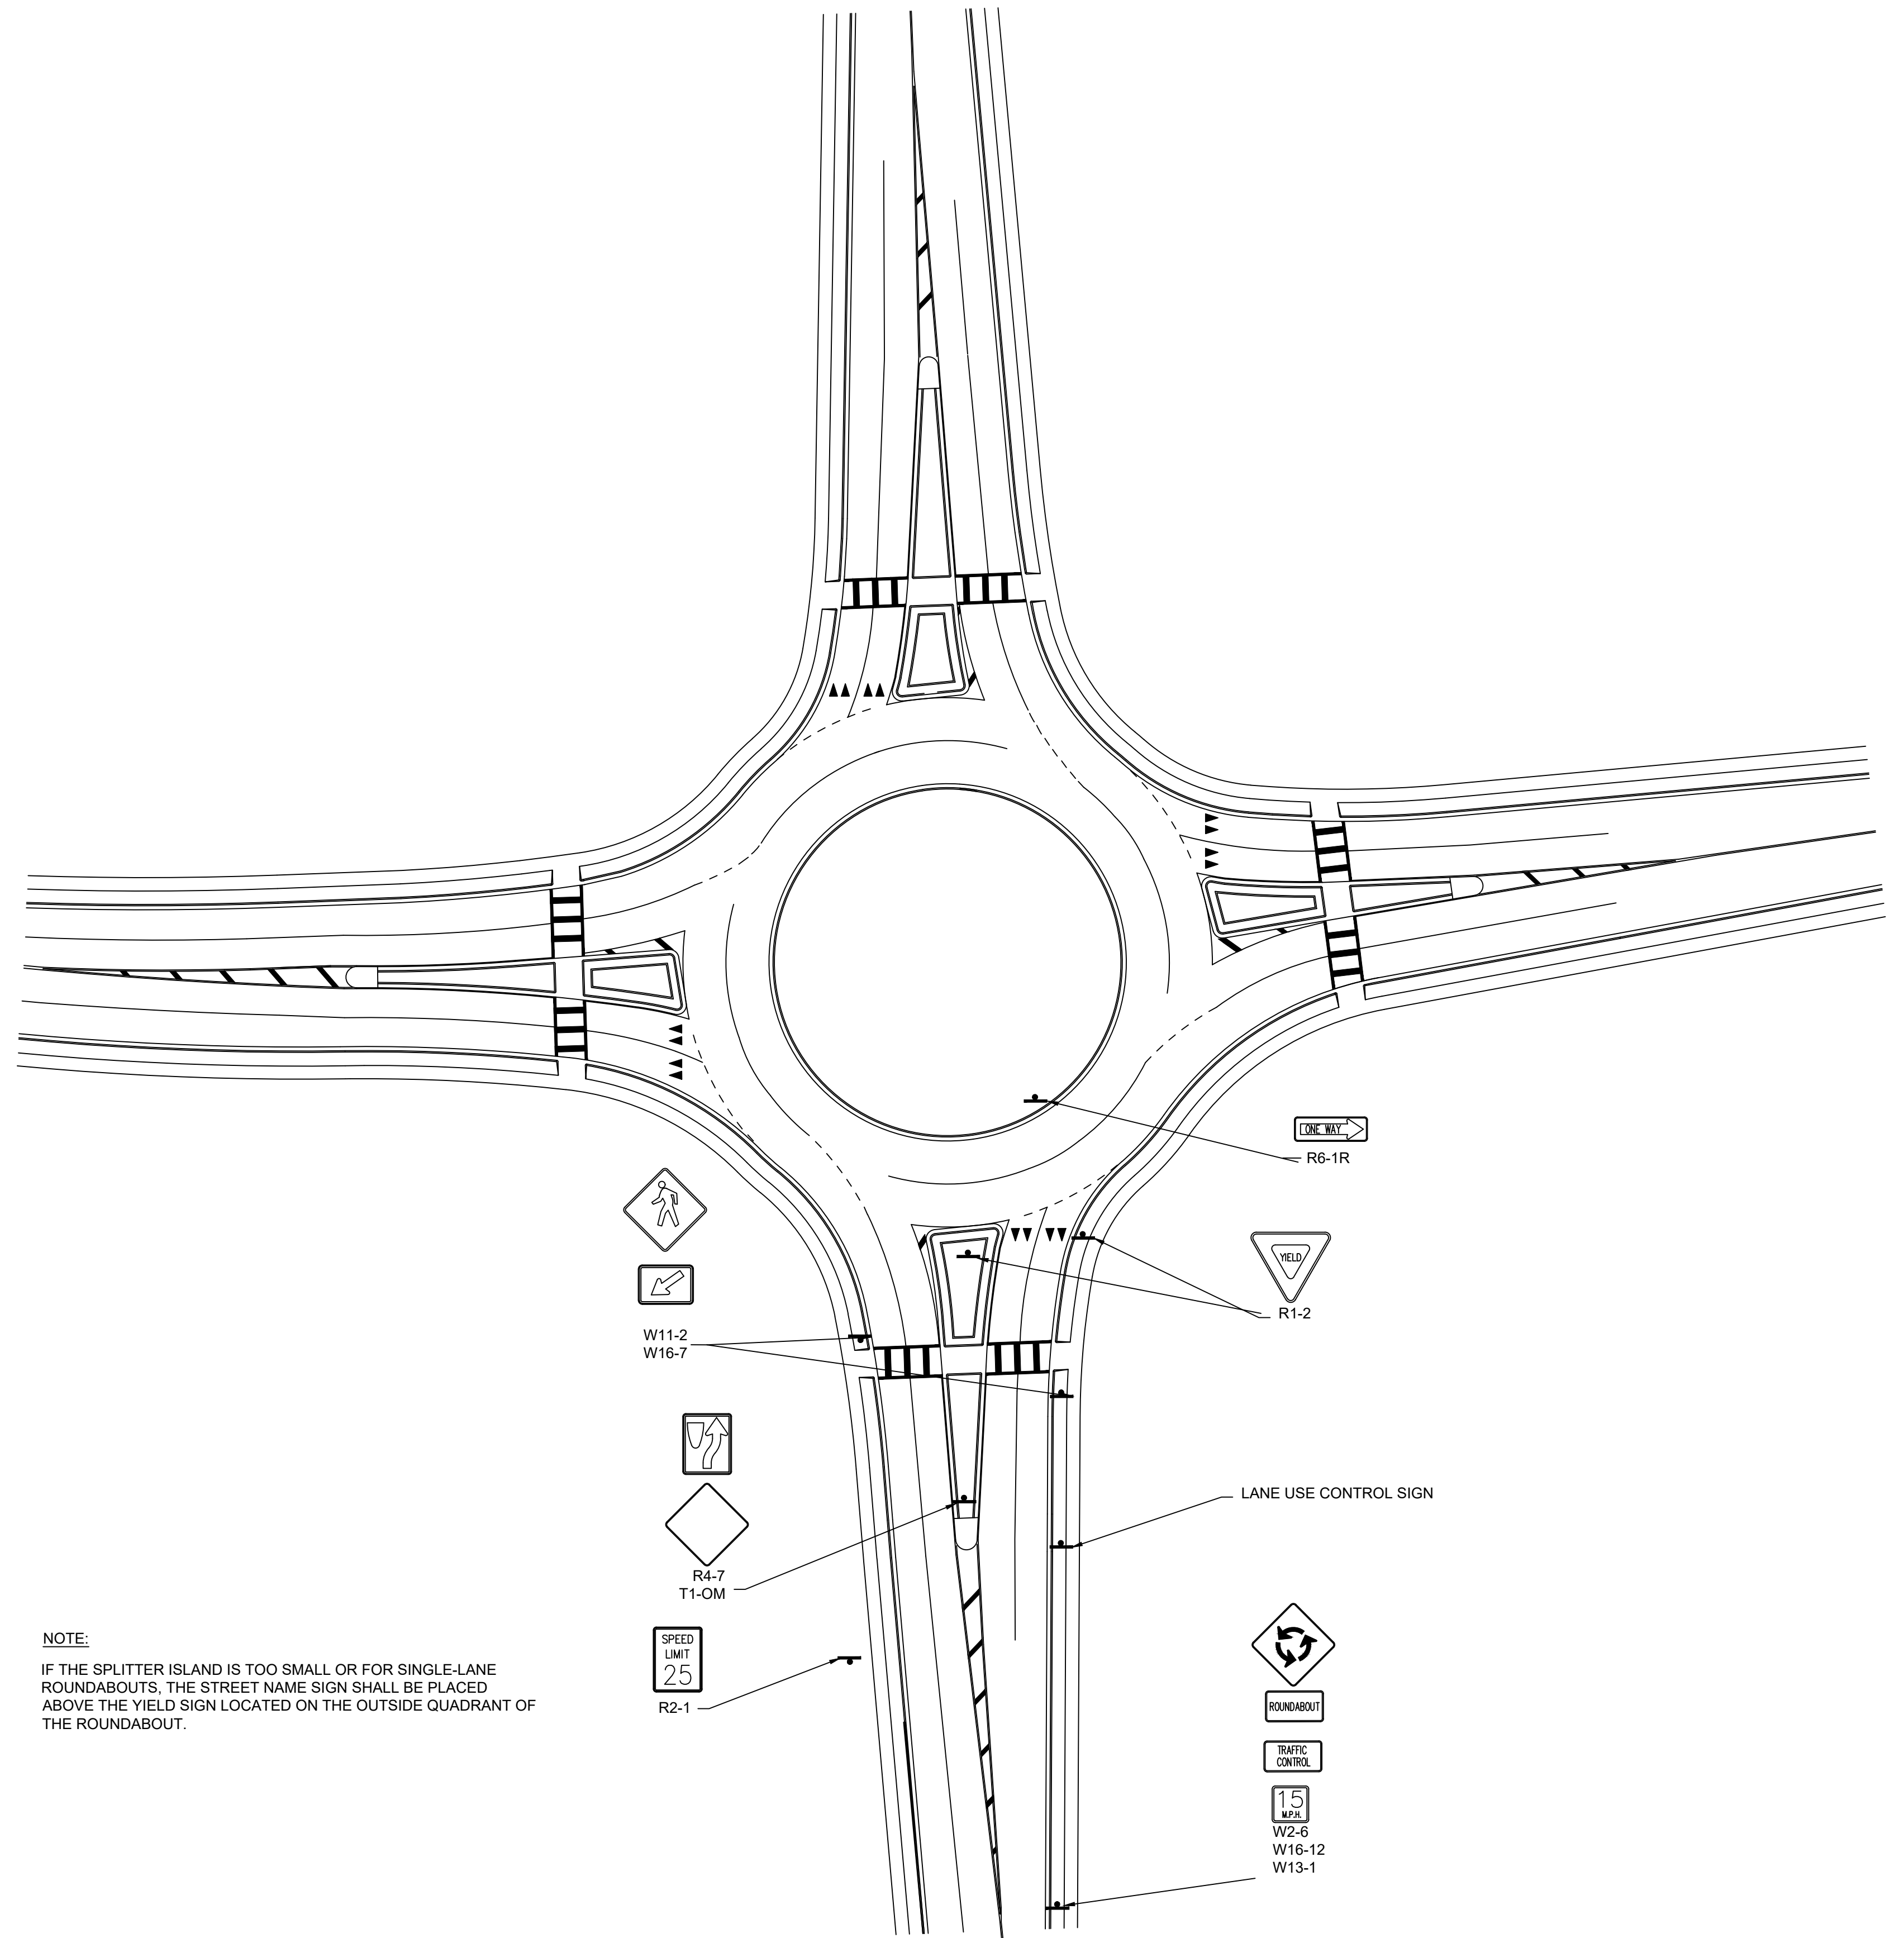 ONE WAY
R6-1R
YIELD
R1-2
W11-2
W16-7
LANE USE CONTROL SIGN
R4-7
T1-OM
SPEED
LIMIT
25
R2-1
ROUNDABOUT
TRAFFIC
CONTROL
15
M.P.H.
W2-6
W16-12
W13-1
NOTE:
IF THE SPLITTER ISLAND IS TOO SMALL OR FOR SINGLE-LANE
ROUNDABOUTS, THE STREET NAME SIGN SHALL BE PLACED
ABOVE THE YIELD SIGN LOCATED ON THE OUTSIDE QUADRANT OF
THE ROUNDABOUT.